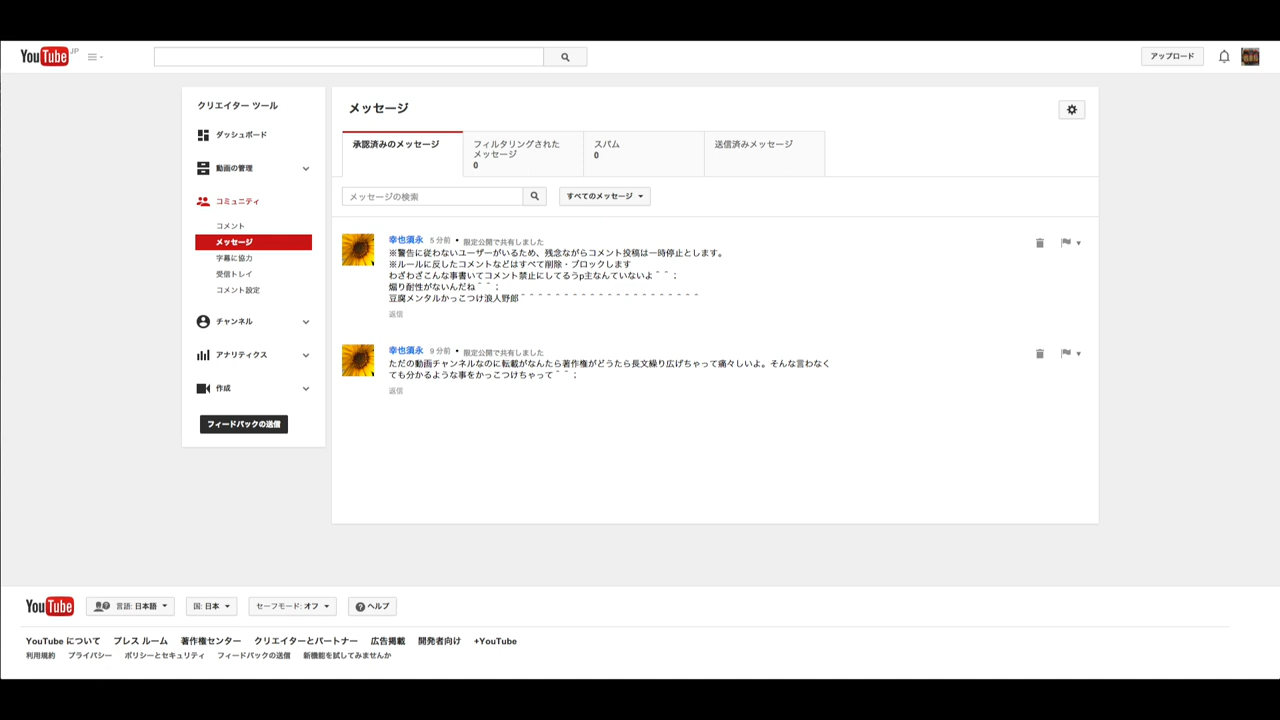 YouTube JP
アップロード
クリエイター ツール
ダッシュボード
動画の管理
コミュニティ
コメント
メッセージ
字幕に協力
受信トレイ
コメント設定
チャンネル
アナリティクス
作成
フィードバックの送信
メッセージ
承認済みのメッセージ
フィルタリングされた
メッセージ
0
スパム
0
送信済みメッセージ
メッセージの検索
すべてのメッセージ
幸也須永 5 分前 • 限定公開で共有しました
※警告に従わないユーザーがいるため、残念ながらコメント投稿は一時停止とします。
※ルールに反したコメントなどはすべて削除・ブロックします
わざわざこんな事書いてコメント禁止にしてるうp主なんていないよ＾＾；
煽り耐性がないんだね＾＾；
豆腐メンタルかっこつけ浪人野郎＾＾＾＾＾＾＾＾＾＾＾＾＾＾＾＾＾＾＾＾＾
返信
幸也須永 9 分前 • 限定公開で共有しました
ただの動画チャンネルなのに転載がなんたら著作権がどうたら長文繰り広げちゃって痛々しいよ。そんな言わなく
ても分かるような事をかっこつけちゃって＾＾；
返信
YouTube
言語: 日本語
国: 日本
セーフモード: オフ
ヘルプ
YouTube について プレス ルーム 著作権センター クリエイターとパートナー 広告掲載 開発者向け +YouTube
利用規約 プライバシー ポリシーとセキュリティ フィードバックの送信 新機能を試してみませんか